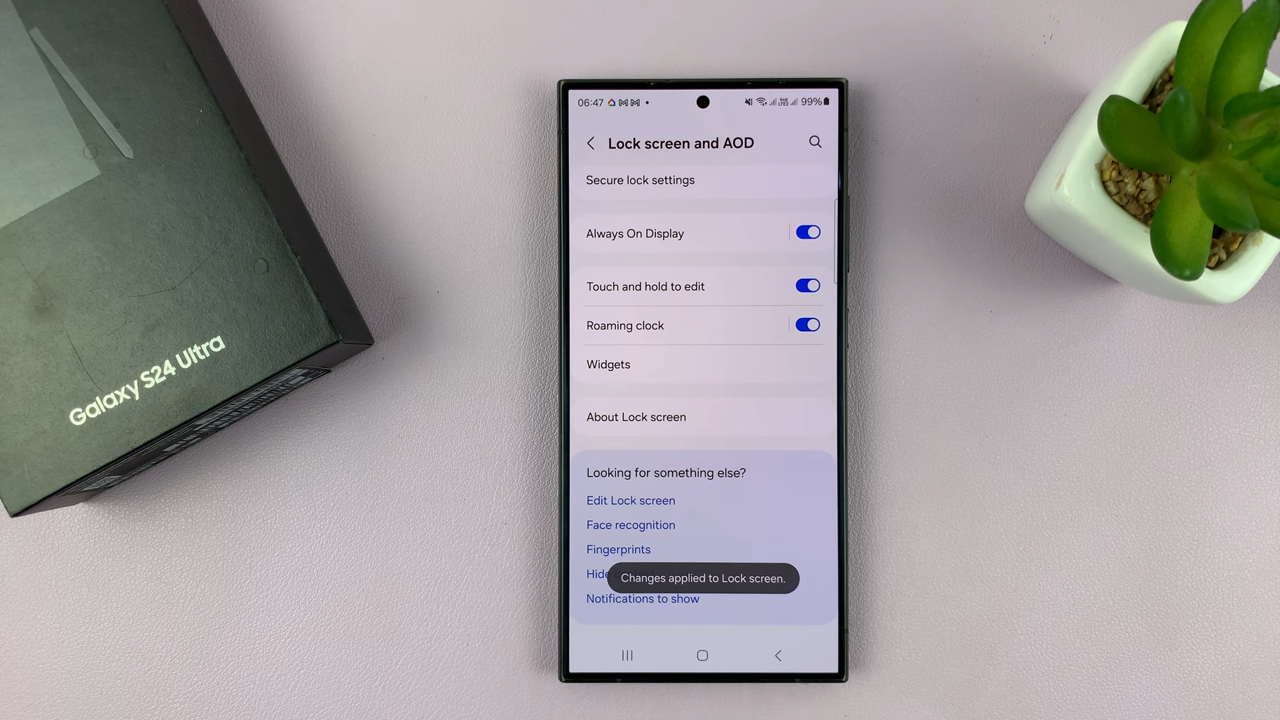 Galaxy S24 Ultra
06:47
99%
Lock screen and AOD
Secure lock settings
Always On Display
Touch and hold to edit
Roaming clock
Widgets
About Lock screen
Looking for something else?
Edit Lock screen
Face recognition
Fingerprints
Hide
Changes applied to Lock screen.
Notifications to show